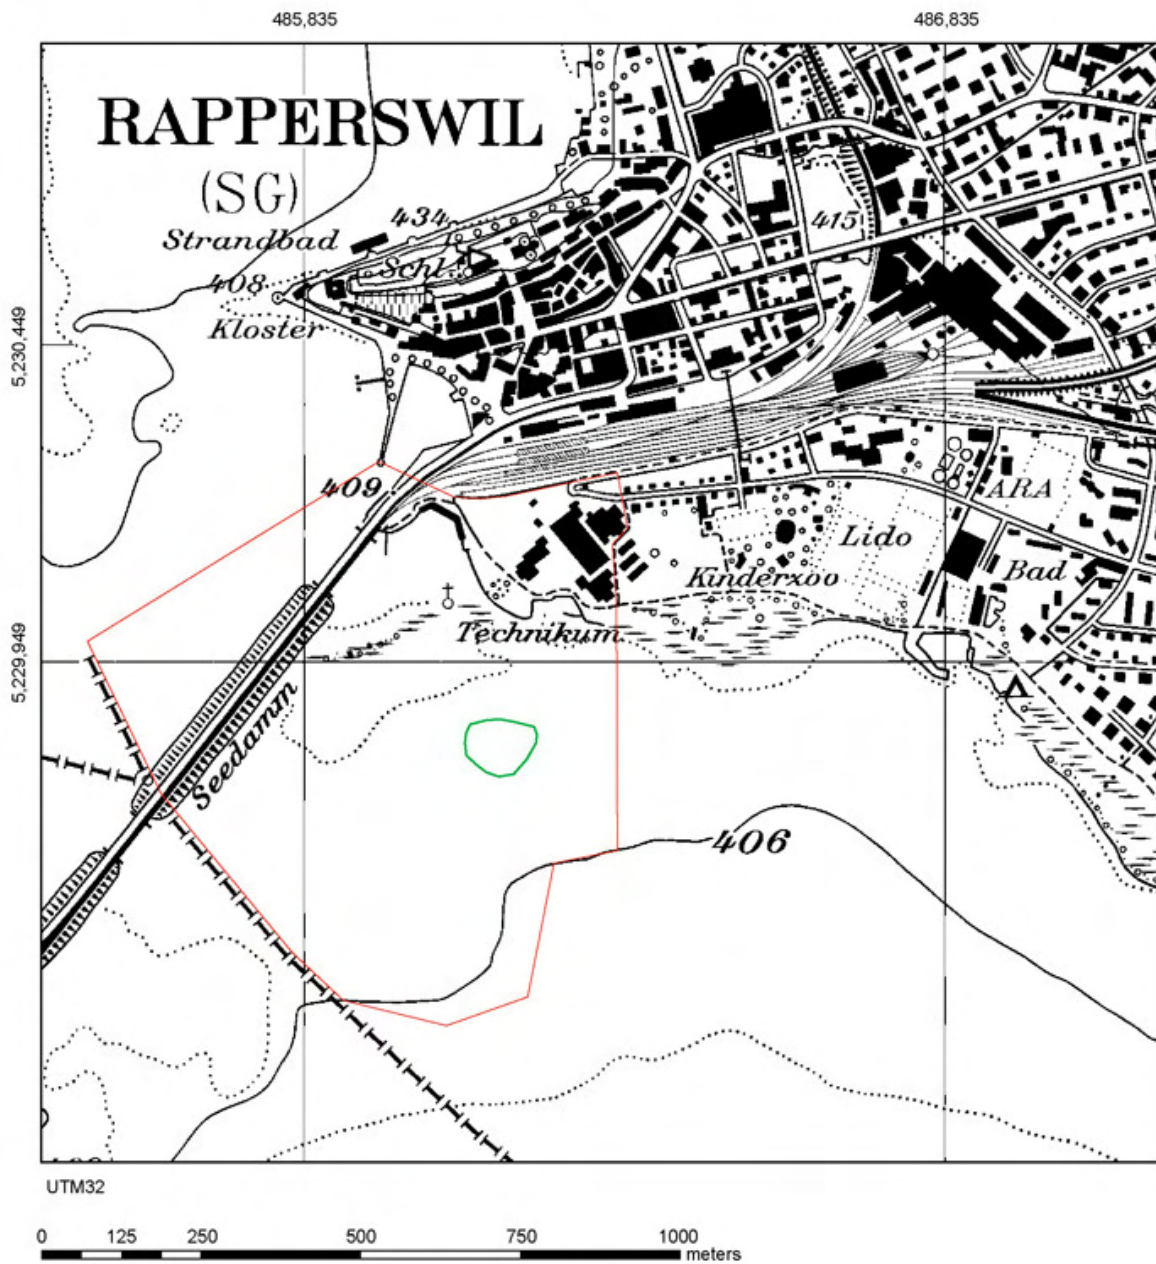 485,835 486,835
RAPPERSWIL
(SG)
434
415
Strandbad
Schl.
408
Kloster
5,230,449
409
ARA
Lido
Kinderzoo
Bad
Technikum
5,229,949
Seedamm
406
UTM32
0 125 250 500 750 1000
meters